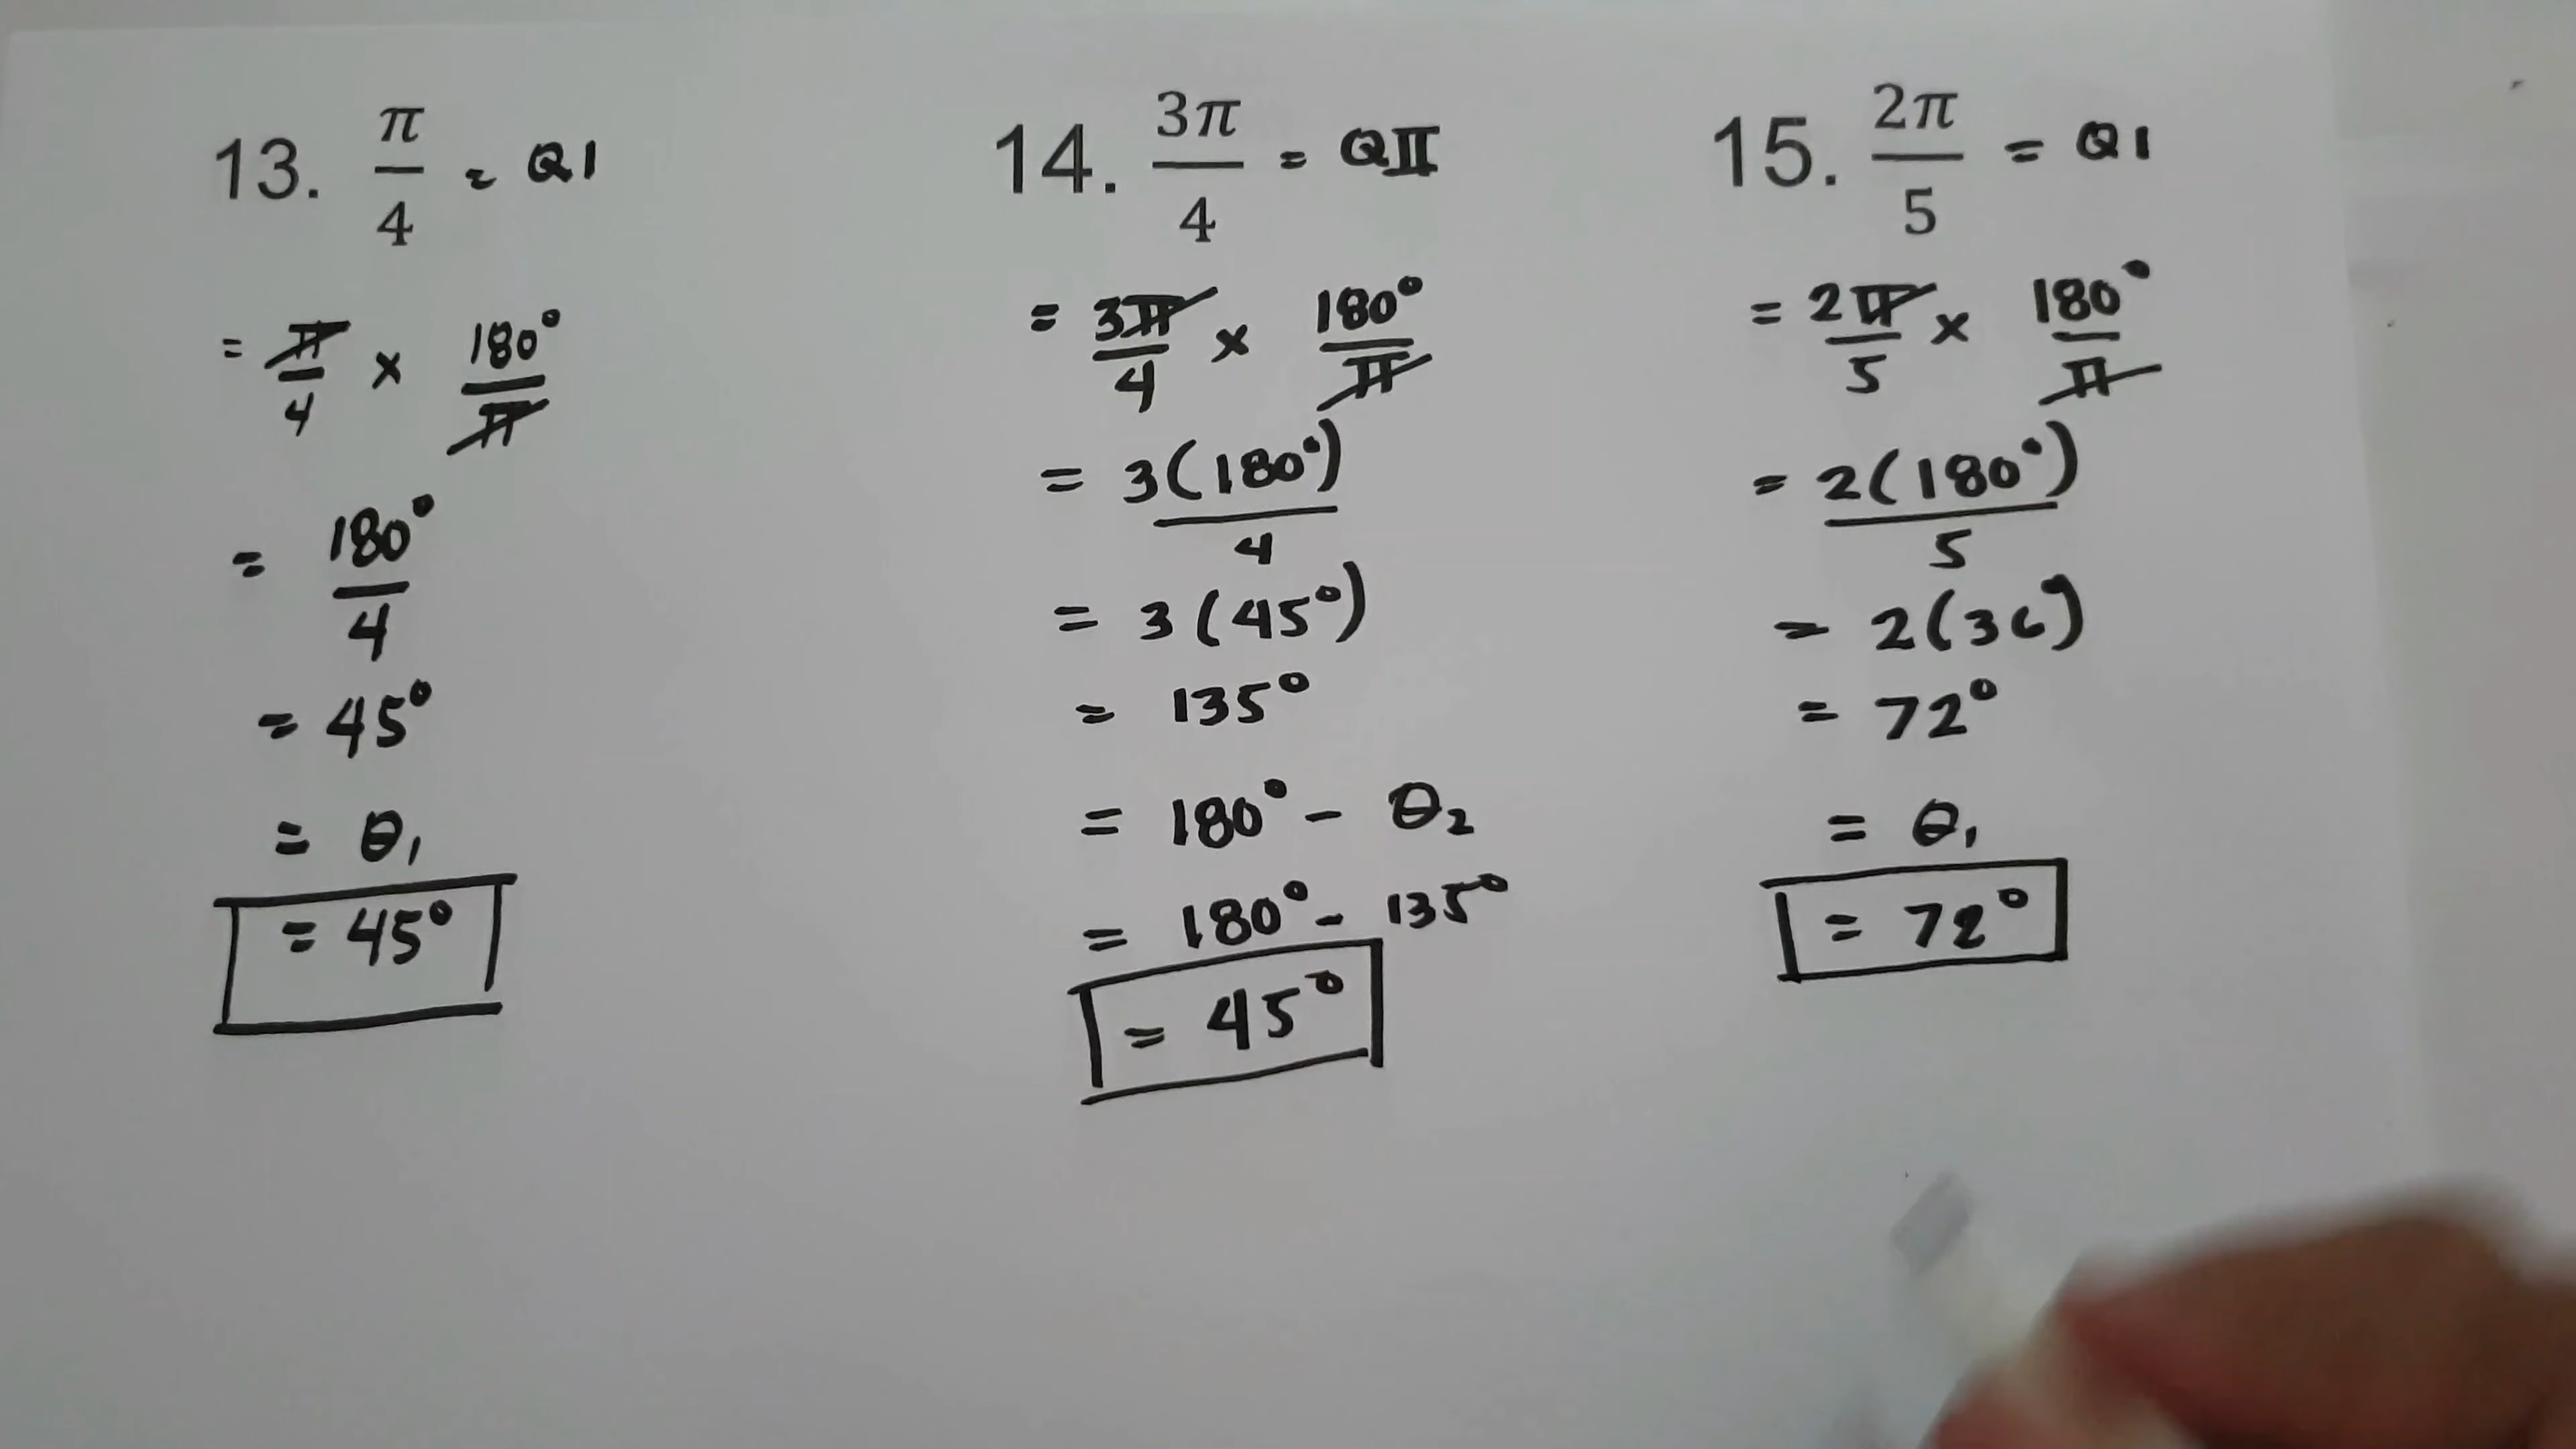 13. π/4 = Q1
= π/4 × 180°/π
= 180°/4
= 45°
= θ₁
= 45°
14. 3π/4 = QII
= 3π/4 × 180°/π
= 3(180°)/4
= 3(45°)
= 135°
= 180° - θ₂
= 180° - 135°
= 45°
15. 2π/5 = Q1
= 2π/5 × 180°/π
= 2(180°)/5
= 2(36°)
= 72°
= θ₁
= 72°